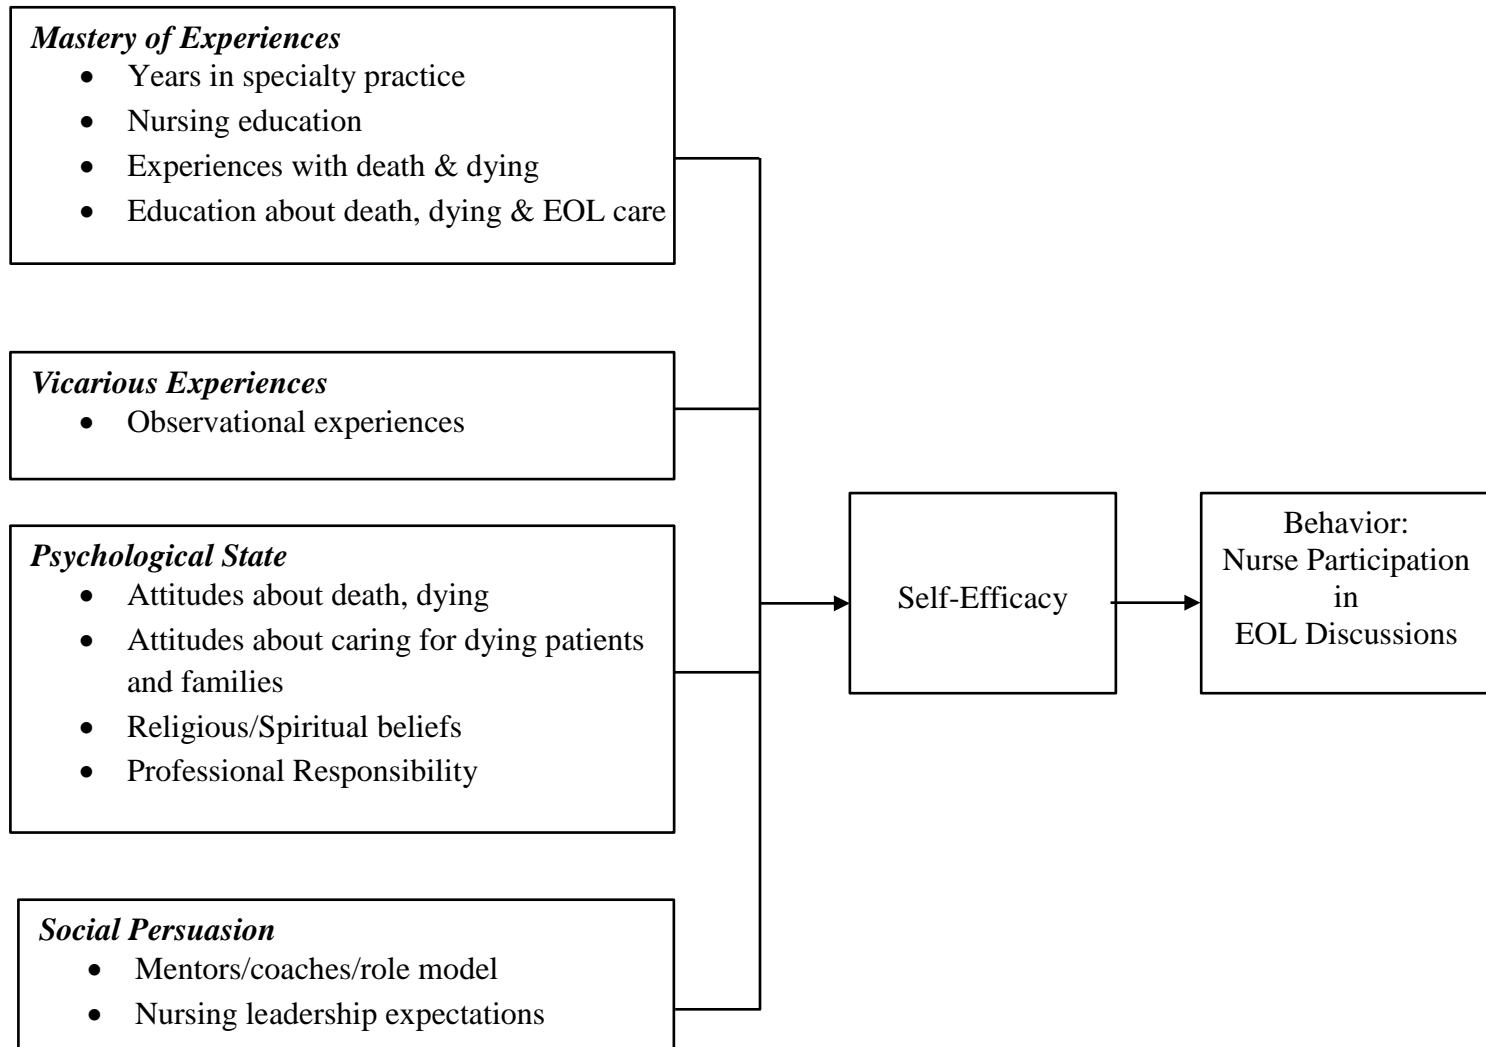 Mastery of Experiences
• Years in specialty practice
• Nursing education
• Experiences with death & dying
• Education about death, dying & EOL care
Vicarious Experiences
• Observational experiences
Psychological State
• Attitudes about death, dying
• Attitudes about caring for dying patients
and families
• Religious/Spiritual beliefs
• Professional Responsibility
Social Persuasion
• Mentors/coaches/role model
• Nursing leadership expectations
Self-Efficacy
Behavior:
Nurse Participation
in
EOL Discussions